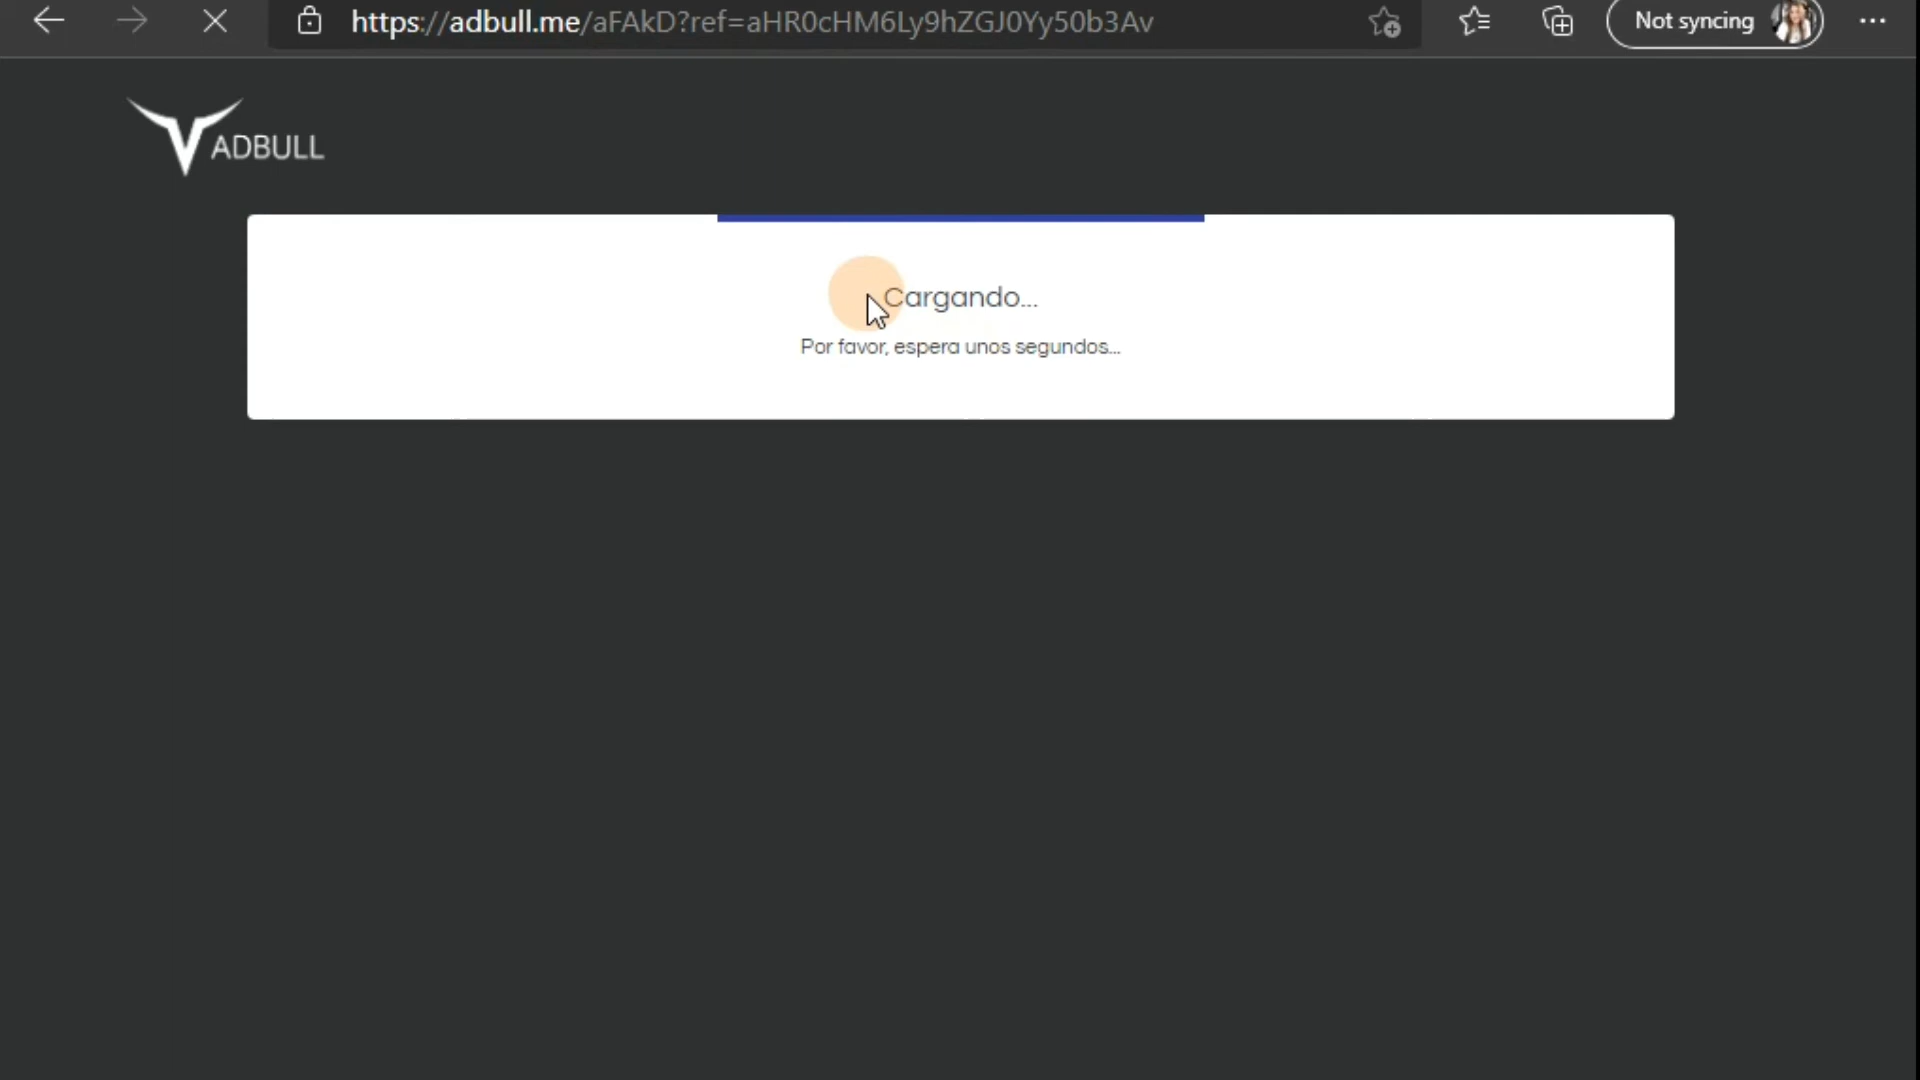 https://adbull.me/aFAkD?ref=aHR0cHM6Ly9hZGJ0Yy50b3Av
Not syncing
ADBULL
Cargando...
Por favor, espera unos segundos...